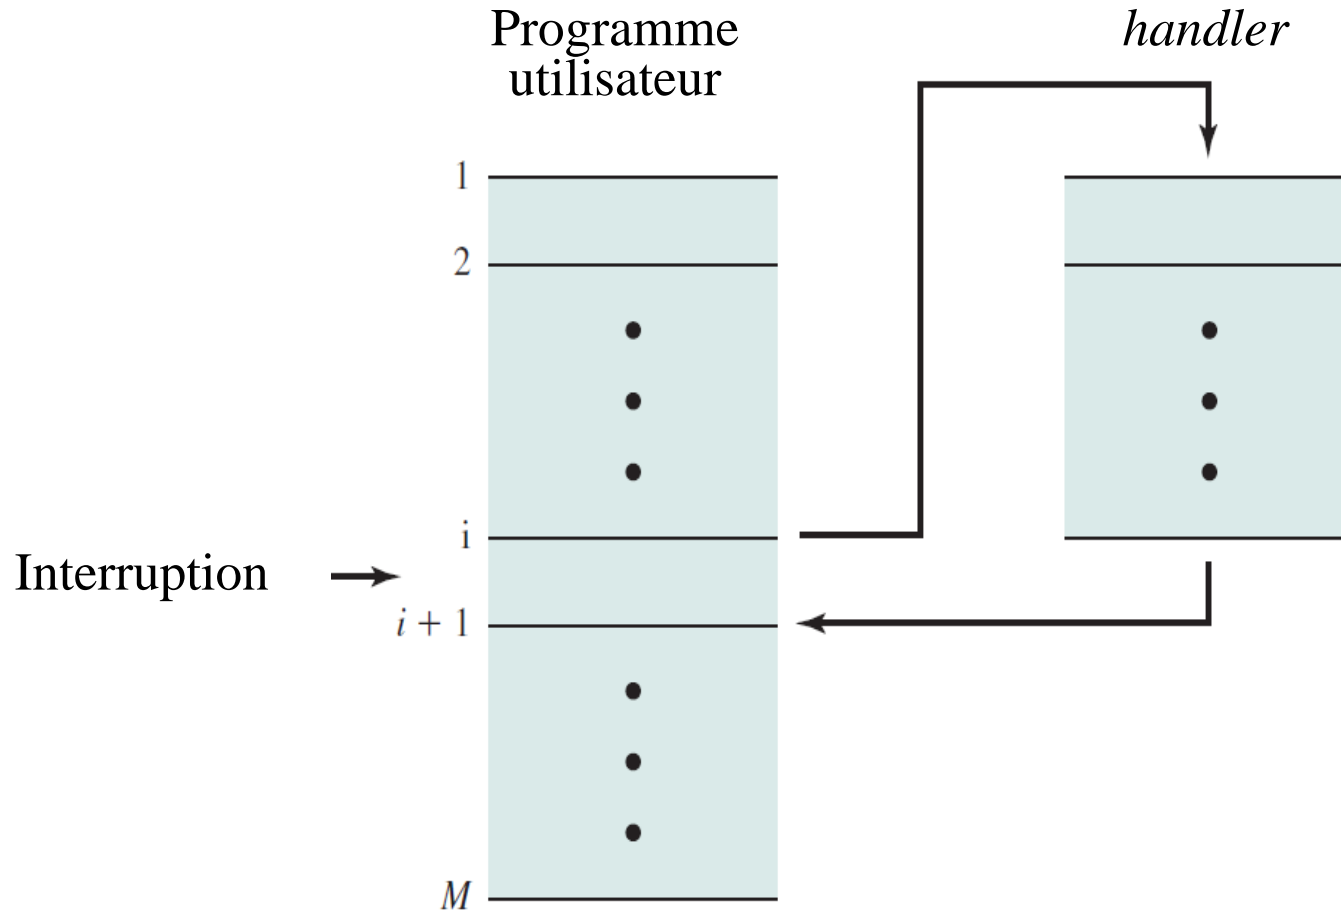 Programme
utilisateur
handler
1
2
i
Interruption
i + 1
M